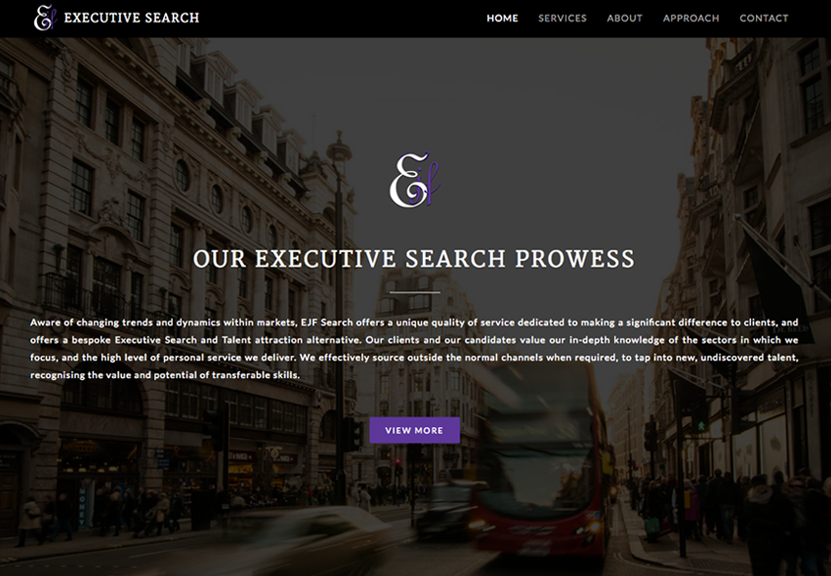 Ef EXECUTIVE SEARCH
HOME SERVICES ABOUT APPROACH CONTACT
Ef
OUR EXECUTIVE SEARCH PROWESS
Aware of changing trends and dynamics within markets, EJF Search offers a unique quality of service dedicated to making a significant difference to clients, and
offers a bespoke Executive Search and Talent attraction alternative. Our clients and our candidates value our in-depth knowledge of the sectors in which we
focus, and the high level of personal service we deliver. We effectively source outside the normal channels when required, to tap into new, undiscovered talent,
recognising the value and potential of transferable skills.
VIEW MORE